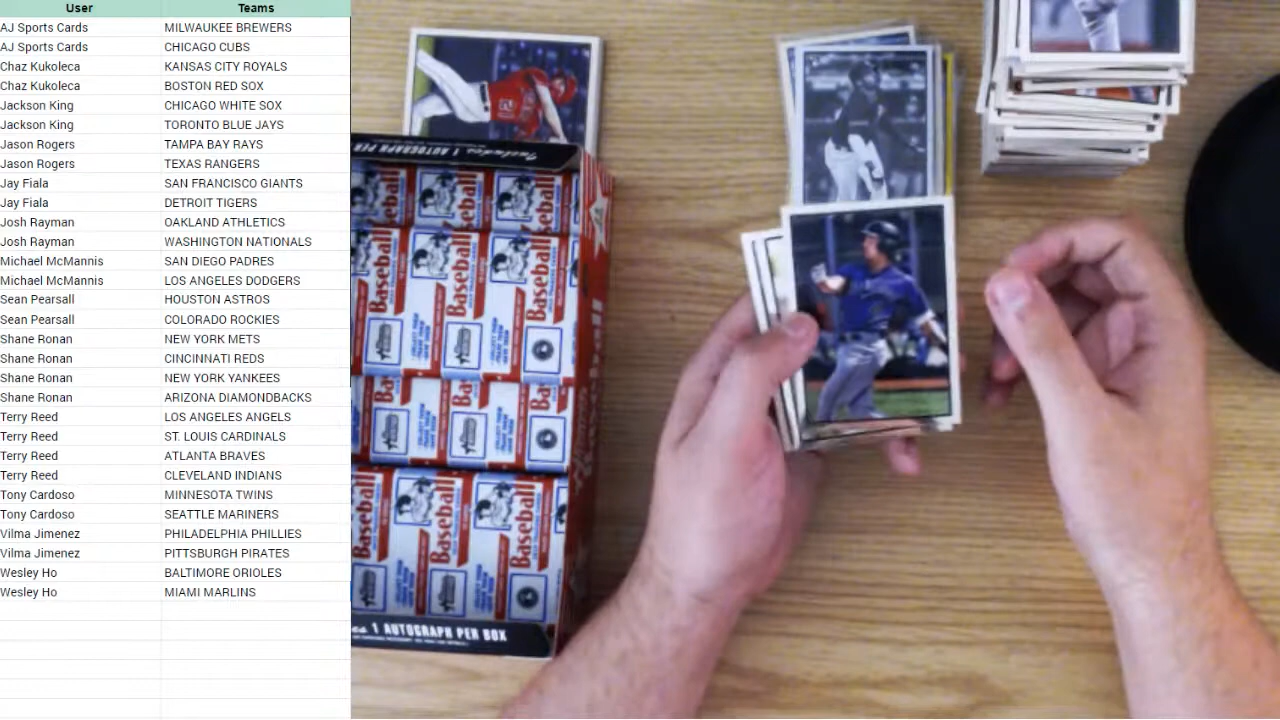 User Teams
AJ Sports Cards MILWAUKEE BREWERS
AJ Sports Cards CHICAGO CUBS
Chaz Kukoleca KANSAS CITY ROYALS
Chaz Kukoleca BOSTON RED SOX
Jackson King CHICAGO WHITE SOX
Jackson King TORONTO BLUE JAYS
Jason Rogers TAMPA BAY RAYS
Jason Rogers TEXAS RANGERS
Jay Fiala SAN FRANCISCO GIANTS
Jay Fiala DETROIT TIGERS
Josh Rayman OAKLAND ATHLETICS
Josh Rayman WASHINGTON NATIONALS
Michael McMannis SAN DIEGO PADRES
Michael McMannis LOS ANGELES DODGERS
Sean Pearsall HOUSTON ASTROS
Sean Pearsall COLORADO ROCKIES
Shane Ronan NEW YORK METS
Shane Ronan CINCINNATI REDS
Shane Ronan NEW YORK YANKEES
Shane Ronan ARIZONA DIAMONDBACKS
Terry Reed LOS ANGELES ANGELS
Terry Reed ST. LOUIS CARDINALS
Terry Reed ATLANTA BRAVES
Terry Reed CLEVELAND INDIANS
Tony Cardoso MINNESOTA TWINS
Tony Cardoso SEATTLE MARINERS
Vilma Jimenez PHILADELPHIA PHILLIES
Vilma Jimenez PITTSBURGH PIRATES
Wesley Ho BALTIMORE ORIOLES
Wesley Ho MIAMI MARLINS
Includes 1 AUTOGRAPH PER
Baseball
Baseball
Baseball
Baseball
Baseball
1 AUTOGRAPH PER BOX